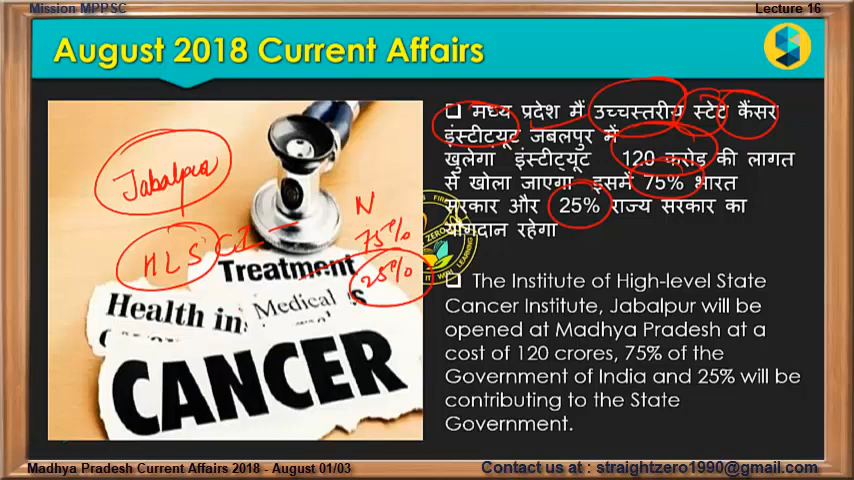 Mission MPPSC
Lecture 16
August 2018 Current Affairs
❑ मध्य प्रदेश में उच्चस्तरीय स्टेट कैंसर
इंस्टीटयूट जबलपुर में
खुलेगा इंस्टीट्यूट 120 करोड़ की लागत
से खोला जाएगा इसमें 75% भारत
सरकार और 25% राज्य सरकार का
योगदान रहेगा
❑ The Institute of High-level State
Cancer Institute, Jabalpur will be
opened at Madhya Pradesh at a
cost of 120 crores, 75% of the
Government of India and 25% will be
contributing to the State
Government.
Jabalpur
HLS CI
N
75%
25%
Treatment
Health in
Medical
CANCER
Madhya Pradesh Current Affairs 2018 - August 01/03
Contact us at : straightzero1990@gmail.com